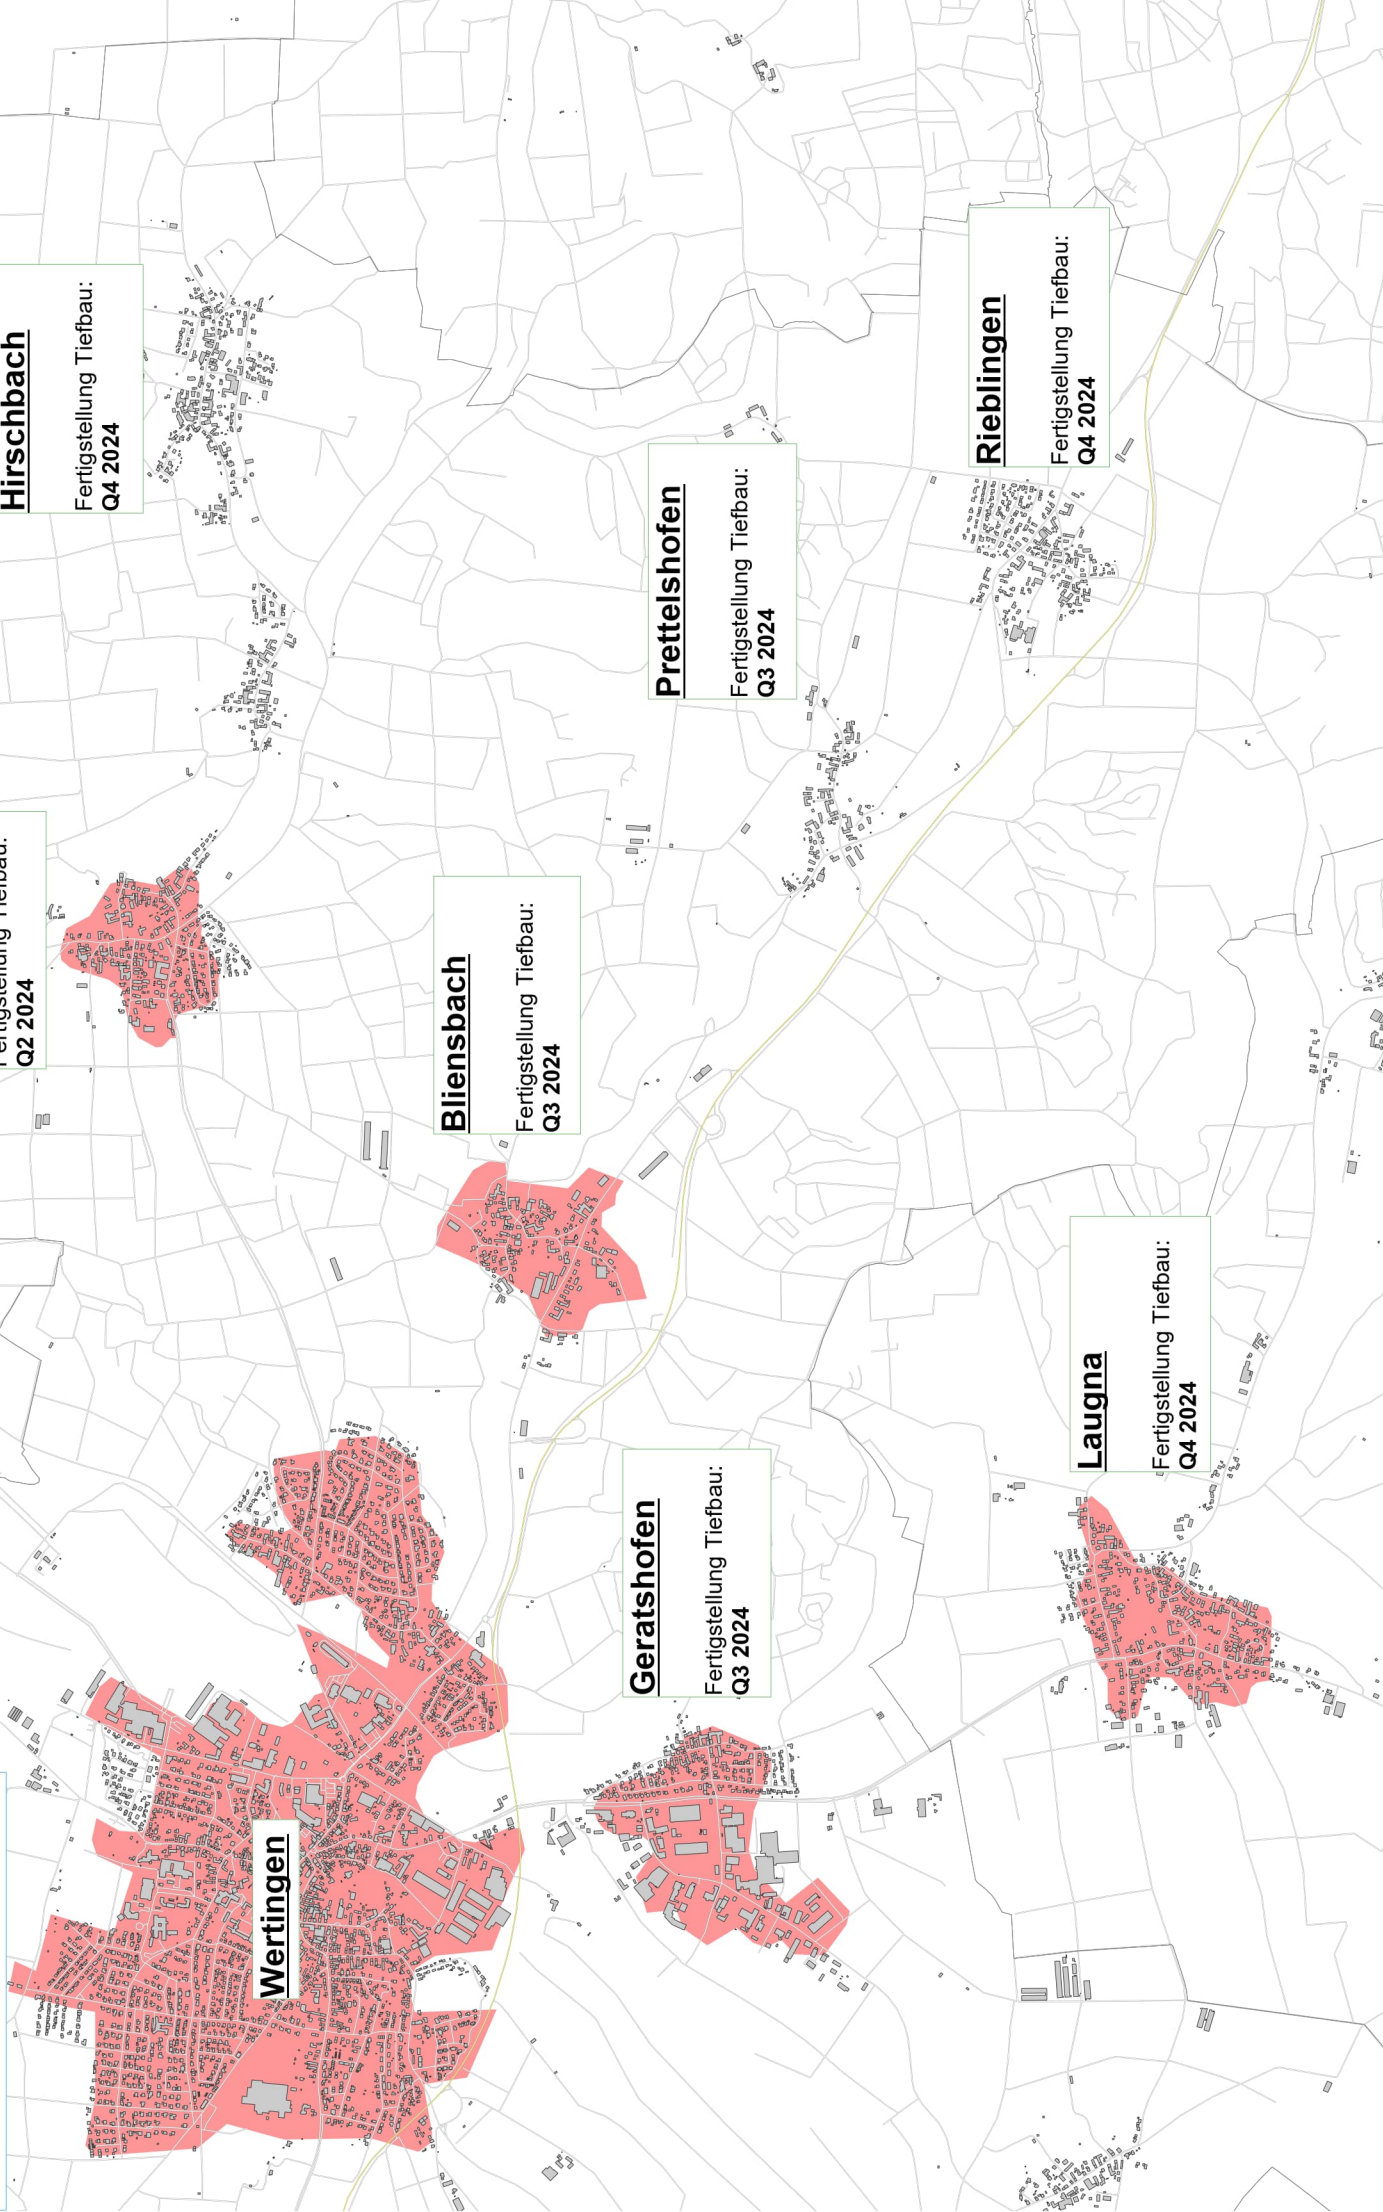 Hirschbach
Fertigstellung Tiefbau:
Q4 2024
Fertigstellung Tiefbau:
Q2 2024
Rieblingen
Fertigstellung Tiefbau:
Q4 2024
Prettelshofen
Fertigstellung Tiefbau:
Q3 2024
Bliensbach
Fertigstellung Tiefbau:
Q3 2024
Laugna
Fertigstellung Tiefbau:
Q4 2024
Geratshofen
Fertigstellung Tiefbau:
Q3 2024
Wertingen